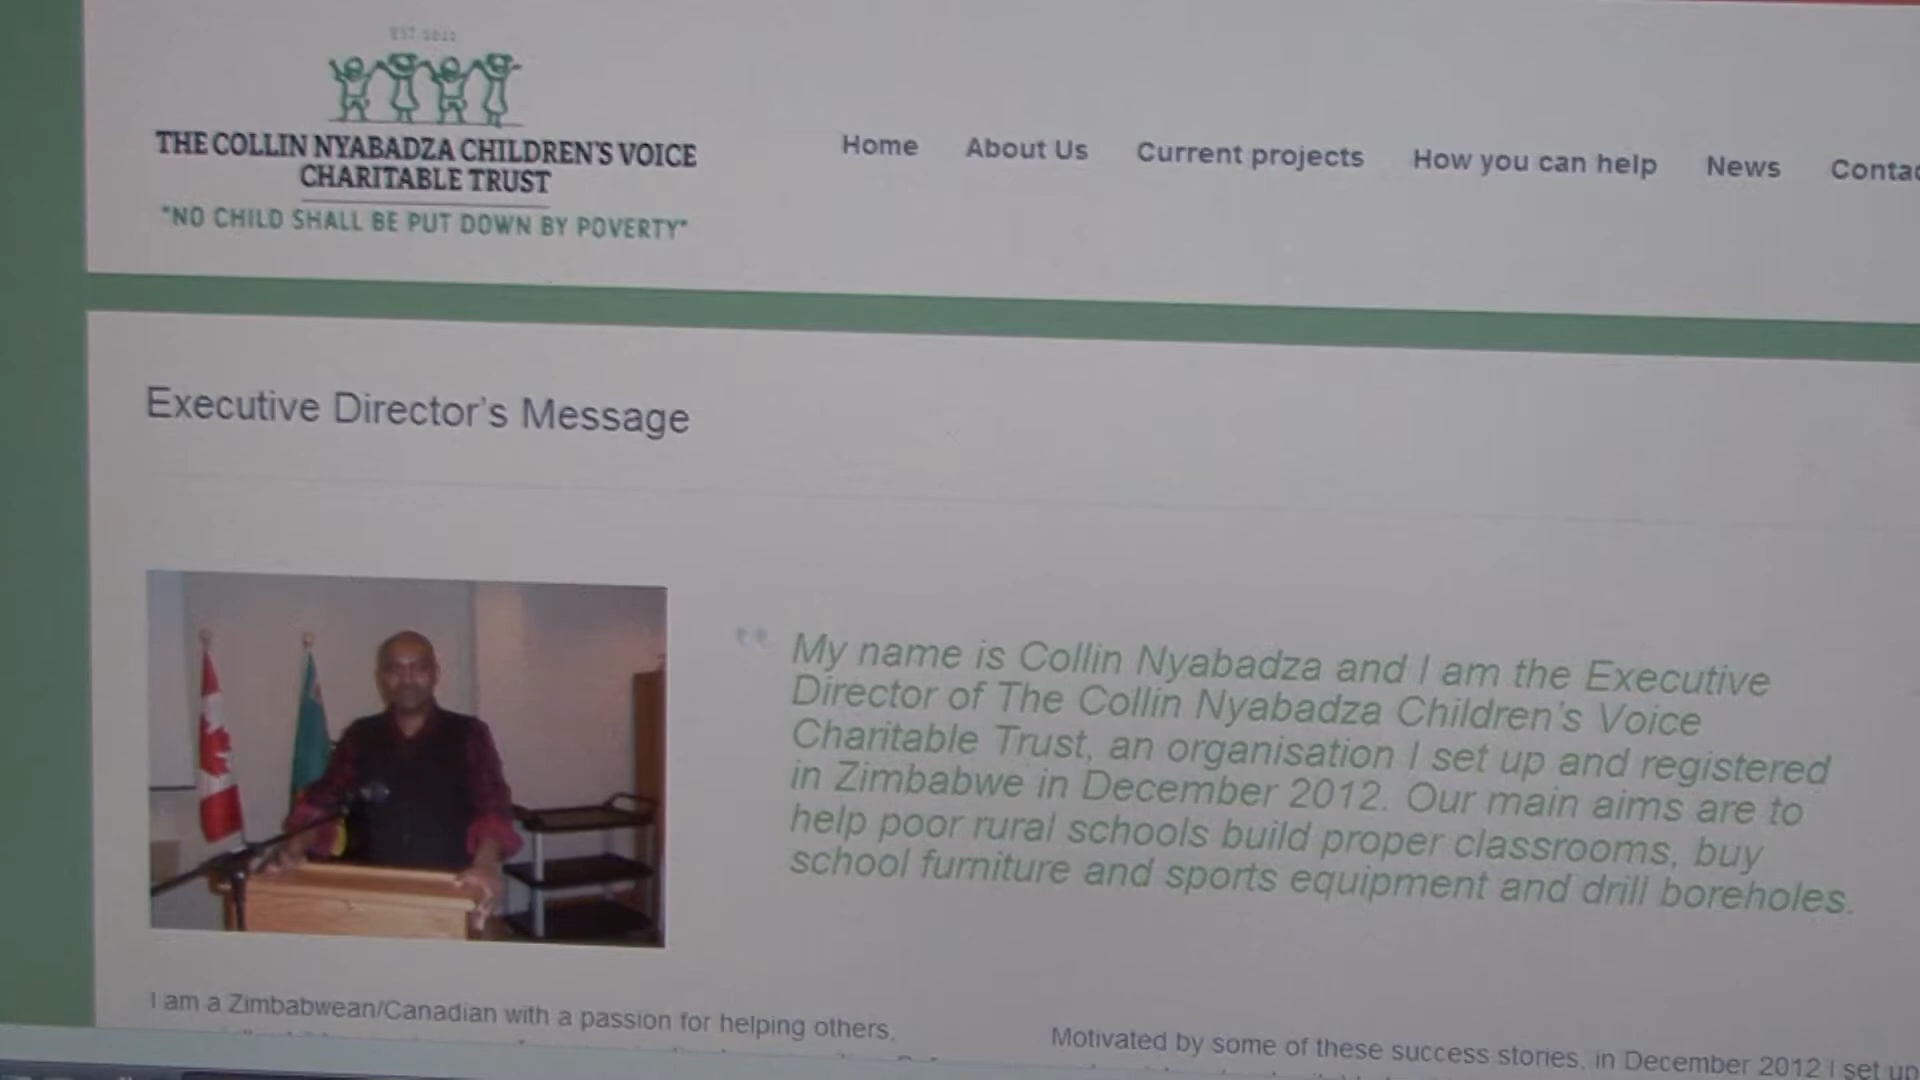 THE COLLIN NYABADZA CHILDREN'S VOICE
CHARITABLE TRUST
"NO CHILD SHALL BE PUT DOWN BY POVERTY"
Home About Us Current projects How you can help News Contac
Executive Director's Message
My name is Collin Nyabadza and I am the Executive
Director of The Collin Nyabadza Children's Voice
Charitable Trust, an organisation I set up and registered
in Zimbabwe in December 2012. Our main aims are to
help poor rural schools build proper classrooms, buy
school furniture and sports equipment and drill boreholes.
I am a Zimbabwean/Canadian with a passion for helping others,
Motivated by some of these success stories, in December 2012 I set up